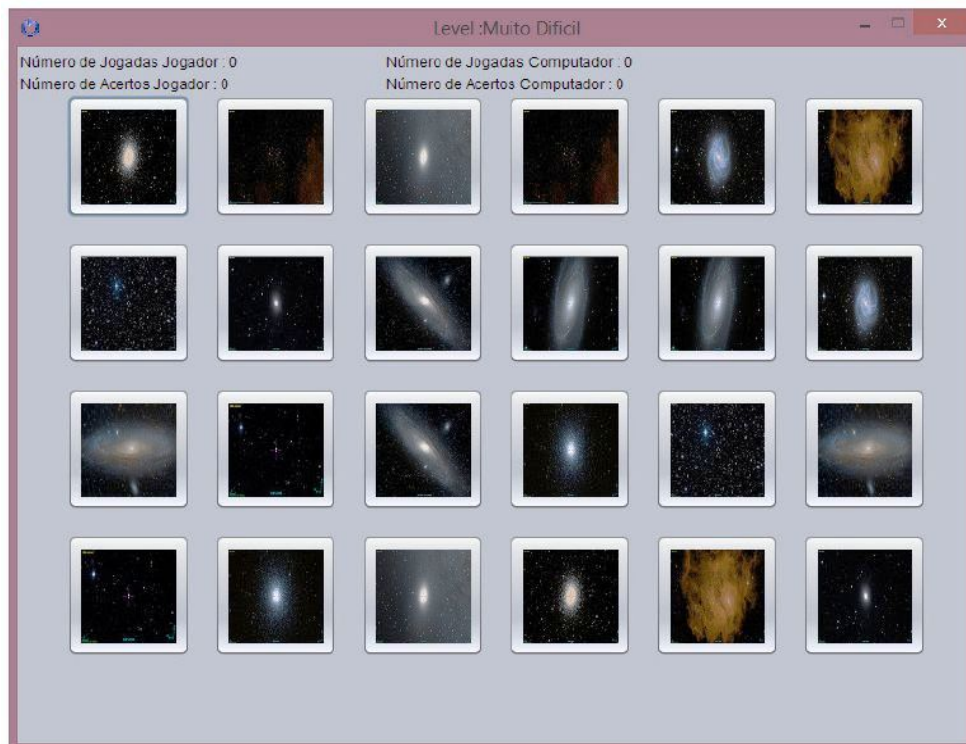 Level :Muito Dificil
Número de Jogadas Jogador : 0
Número de Jogadas Computador : 0
Número de Acertos Jogador : 0
Número de Acertos Computador : 0